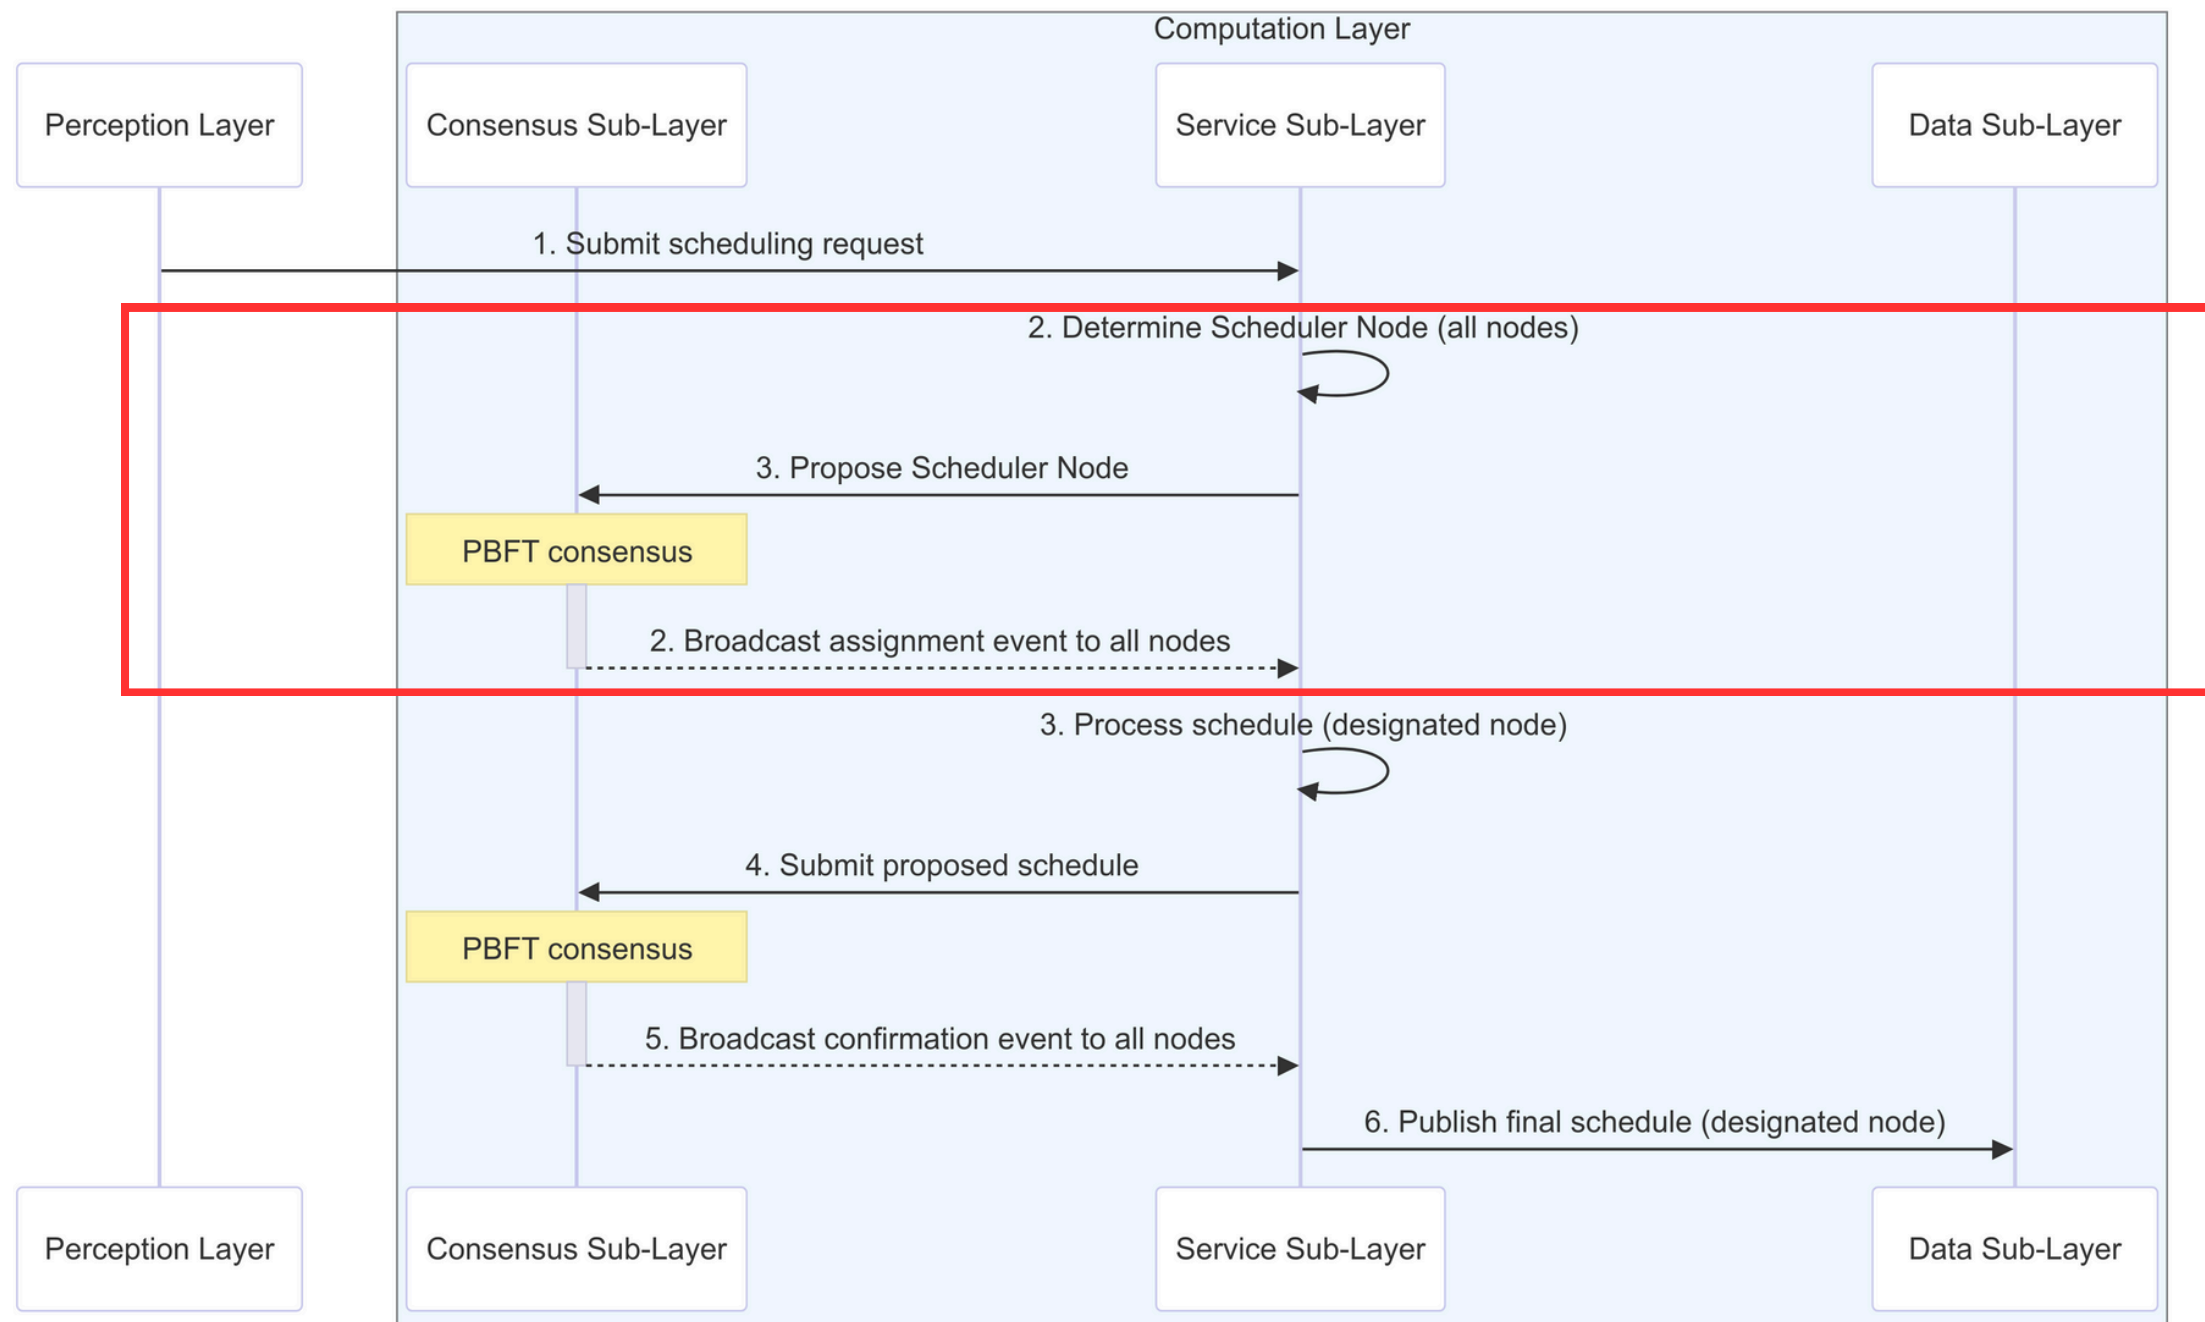 Computation Layer
Perception Layer
Consensus Sub-Layer
Service Sub-Layer
Data Sub-Layer
1. Submit scheduling request
2. Determine Scheduler Node (all nodes)
3. Propose Scheduler Node
PBFT consensus
2. Broadcast assignment event to all nodes
3. Process schedule (designated node)
4. Submit proposed schedule
PBFT consensus
5. Broadcast confirmation event to all nodes
6. Publish final schedule (designated node)
Perception Layer
Consensus Sub-Layer
Service Sub-Layer
Data Sub-Layer